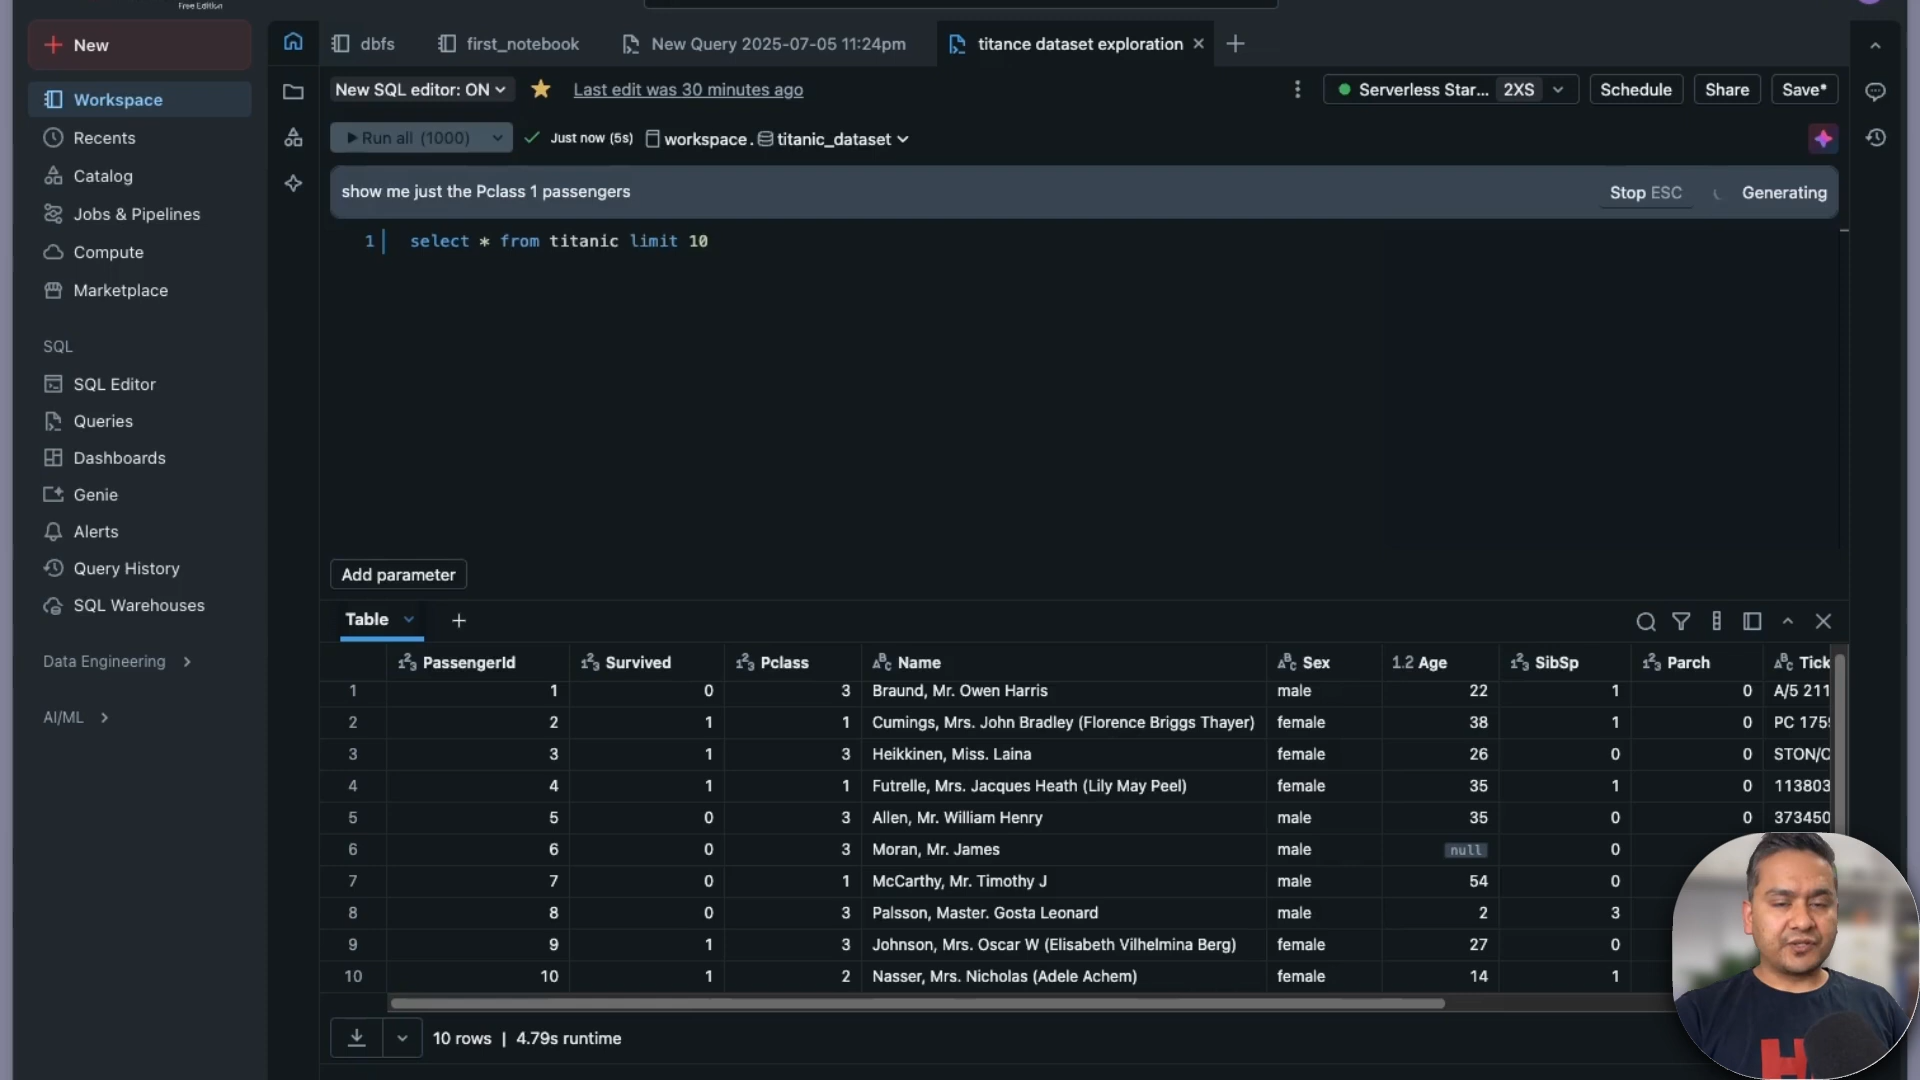 Free Edition
New
Workspace
Recents
Catalog
Jobs & Pipelines
Compute
Marketplace
SQL
SQL Editor
Queries
Dashboards
Genie
Alerts
Query History
SQL Warehouses
Data Engineering
AI/ML
dbfs
first_notebook
New Query 2025-07-05 11:24pm
titance dataset exploration
New SQL editor: ON
Last edit was 30 minutes ago
Serverless Star... 2XS
Schedule
Share
Save*
Run all (1000)
Just now (5s)
workspace . titanic_dataset
show me just the Pclass 1 passengers
Stop ESC
Generating
1 select * from titanic limit 10
Add parameter
Table
PassengerId Survived Pclass Name Sex 1.2 Age SibSp Parch Tick
1 1 0 3 Braund, Mr. Owen Harris male 22 1 0 A/5 211
2 2 1 1 Cumings, Mrs. John Bradley (Florence Briggs Thayer) female 38 1 0 PC 1759
3 3 1 3 Heikkinen, Miss. Laina female 26 0 0 STON/O
4 4 1 1 Futrelle, Mrs. Jacques Heath (Lily May Peel) female 35 1 0 113803
5 5 0 3 Allen, Mr. William Henry male 35 0 0 373450
6 6 0 3 Moran, Mr. James male null 0
7 7 0 1 McCarthy, Mr. Timothy J male 54 0
8 8 0 3 Palsson, Master. Gosta Leonard male 2 3
9 9 1 3 Johnson, Mrs. Oscar W (Elisabeth Vilhelmina Berg) female 27 0
10 10 1 2 Nasser, Mrs. Nicholas (Adele Achem) female 14 1
10 rows | 4.79s runtime